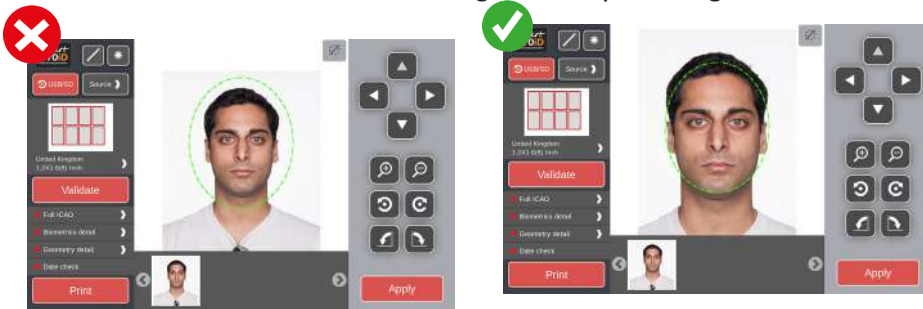 USB/SD
Source
United Kingdom
Validate
Full ICAO
Biometrics detail
Geometry detail
Date check
Print
Apply
USB/SD
Source
United Kingdom
Validate
Full ICAO
Biometrics detail
Geometry detail
Date check
Print
Apply